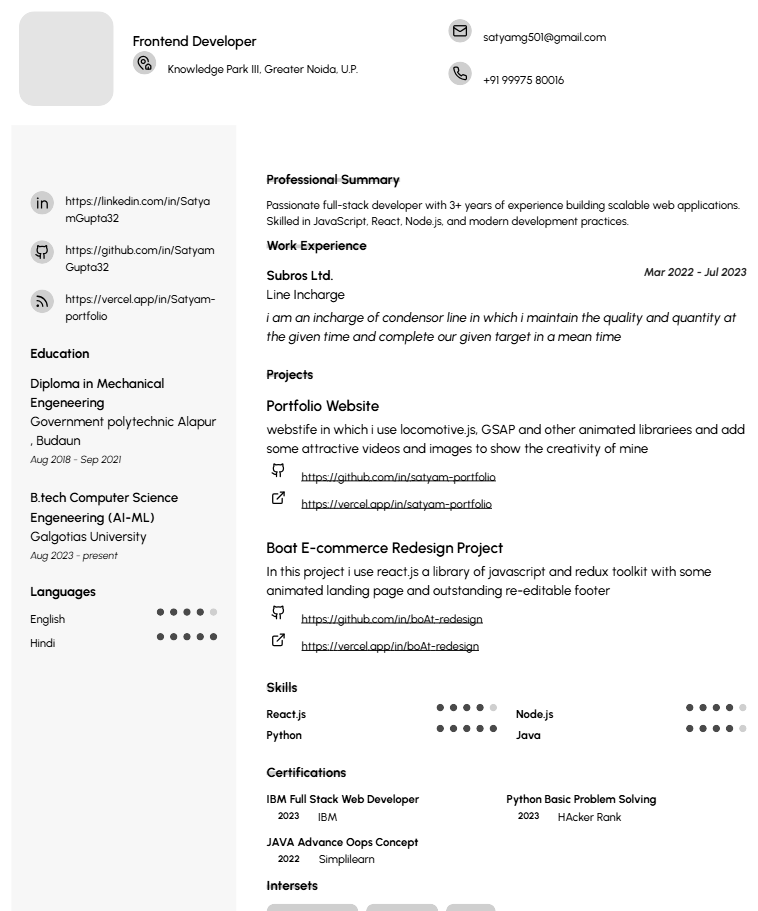 Frontend Developer
Knowledge Park III, Greater Noida, U.P.
satyamg501@gmail.com
+91 99975 80016
in
https://linkedin.com/in/Satya
mGupta32
https://github.com/in/Satyam
Gupta32
https://vercel.app/in/Satyam-
portfolio
Education
Diploma in Mechanical
Engeneering
Government polytechnic Alapur
, Budaun
Aug 2018 - Sep 2021
B.tech Computer Science
Engeneering (AI-ML)
Galgotias University
Aug 2023 - present
Languages
English
Hindi
Professional Summary
Passionate full-stack developer with 3+ years of experience building scalable web applications.
Skilled in JavaScript, React, Node.js, and modern development practices.
Work Experience
Subros Ltd.
Mar 2022 - Jul 2023
Line Incharge
i am an incharge of condensor line in which i maintain the quality and quantity at
the given time and complete our given target in a mean time
Projects
Portfolio Website
webstife in which i use locomotive.js, GSAP and other animated librariees and add
some attractive videos and images to show the creativity of mine
https://github.com/in/satyam-portfolio
https://vercel.app/in/satyam-portfolio
Boat E-commerce Redesign Project
In this project i use react.js a library of javascript and redux toolkit with some
animated landing page and outstanding re-editable footer
https://github.com/in/boAt-redesign
https://vercel.app/in/boAt-redesign
Skills
React.js
Node.js
Python
Java
Certifications
IBM Full Stack Web Developer
2023 IBM
Python Basic Problem Solving
2023 HAcker Rank
JAVA Advance Oops Concept
2022 Simplilearn
Intersets